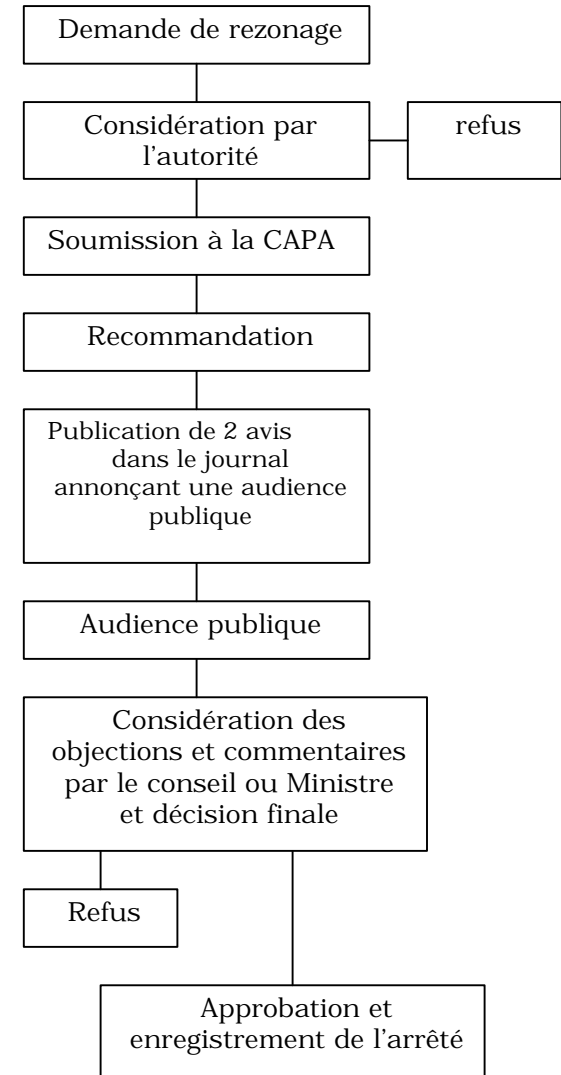 Demande de rezonage
Considération par
l'autorité
refus
Soumission à la CAPA
Recommandation
Publication de 2 avis
dans le journal
annonçant une audience
publique
Audience publique
Considération des
objections et commentaires
par le conseil ou Ministre
et décision finale
Refus
Approbation et
enregistrement de l'arrêté